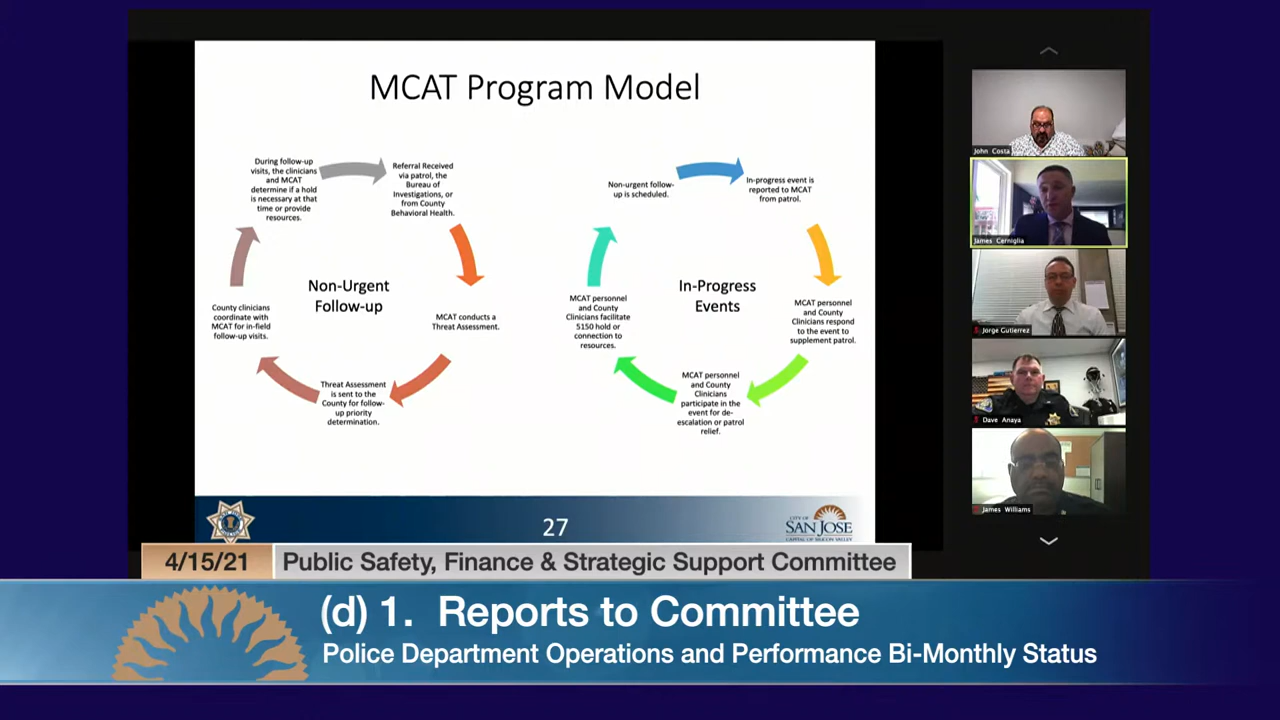 MCAT Program Model
During follow-up
visits, the clinicians
and MCAT
determine if a hold
is necessary at that
time or provide
resources.
Referral Received
via patrol, the
Bureau of
Investigations, or
from County
Behavioral Health.
MCAT conducts a
Threat Assessment.
Threat Assessment
is sent to the
County for follow-
up priority
determination.
County clinicians
coordinate with
MCAT for in-field
follow-up visits.
Non-Urgent
Follow-up
Non-urgent follow-
up is scheduled.
In-progress event is
reported to MCAT
from patrol.
MCAT personnel
and County
Clinicians respond
to the event to
supplement patrol.
MCAT personnel
and County
Clinicians
participate in the
event for de-
escalation or patrol
relief.
MCAT personnel
and County
Clinicians facilitate
5150 hold or
connection to
resources.
In-Progress
Events
27
CITY OF
SAN JOSE
CAPITAL OF SILICON VALLEY
John Costa
James Cerniglia
Jorge Gutierrez
Dave Anaya
James Williams
4/15/21
Public Safety, Finance & Strategic Support Committee
(d) 1. Reports to Committee
Police Department Operations and Performance Bi-Monthly Status